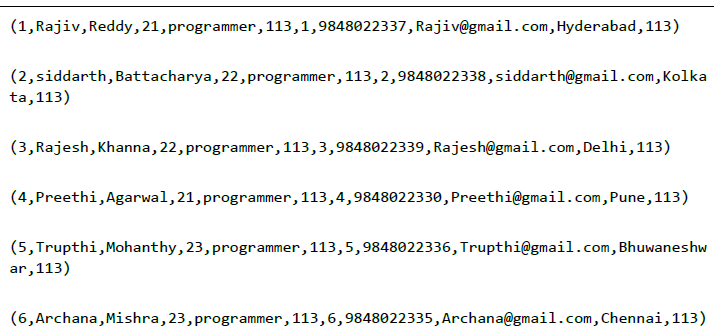 (1,Rajiv,Reddy,21,programmer,113,1,9848022337,Rajiv@gmail.com,Hyderabad,113)
(2,siddarth,Battacharya,22,programmer,113,2,9848022338,siddarth@gmail.com,Kolka
ta,113)
(3,Rajesh,Khanna,22,programmer,113,3,9848022339,Rajesh@gmail.com,Delhi,113)
(4,Preethi,Agarwal,21,programmer,113,4,9848022330,Preethi@gmail.com,Pune,113)
(5,Trupthi,Mohanthy,23,programmer,113,5,9848022336,Trupthi@gmail.com,Bhuwaneshw
ar,113)
(6,Archana,Mishra,23,programmer,113,6,9848022335,Archana@gmail.com,Chennai,113)